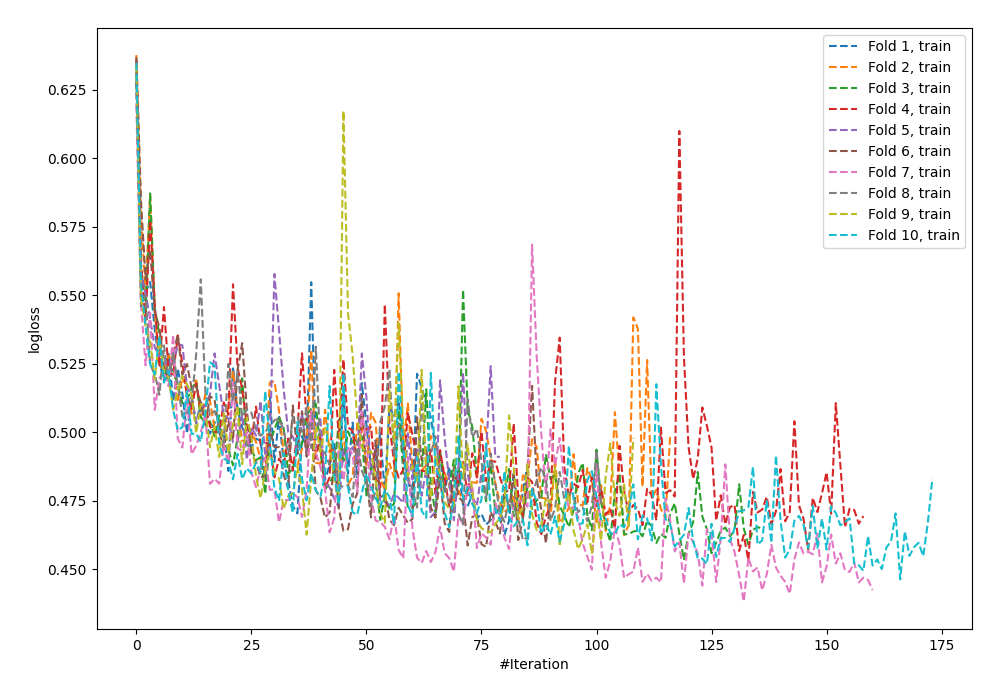 logloss
0.625
0.600
0.575
0.550
0.525
0.500
0.475
0.450
0
25
50
75
100
125
150
175
#Iteration
Fold 1, train
Fold 2, train
Fold 3, train
Fold 4, train
Fold 5, train
Fold 6, train
Fold 7, train
Fold 8, train
Fold 9, train
Fold 10, train